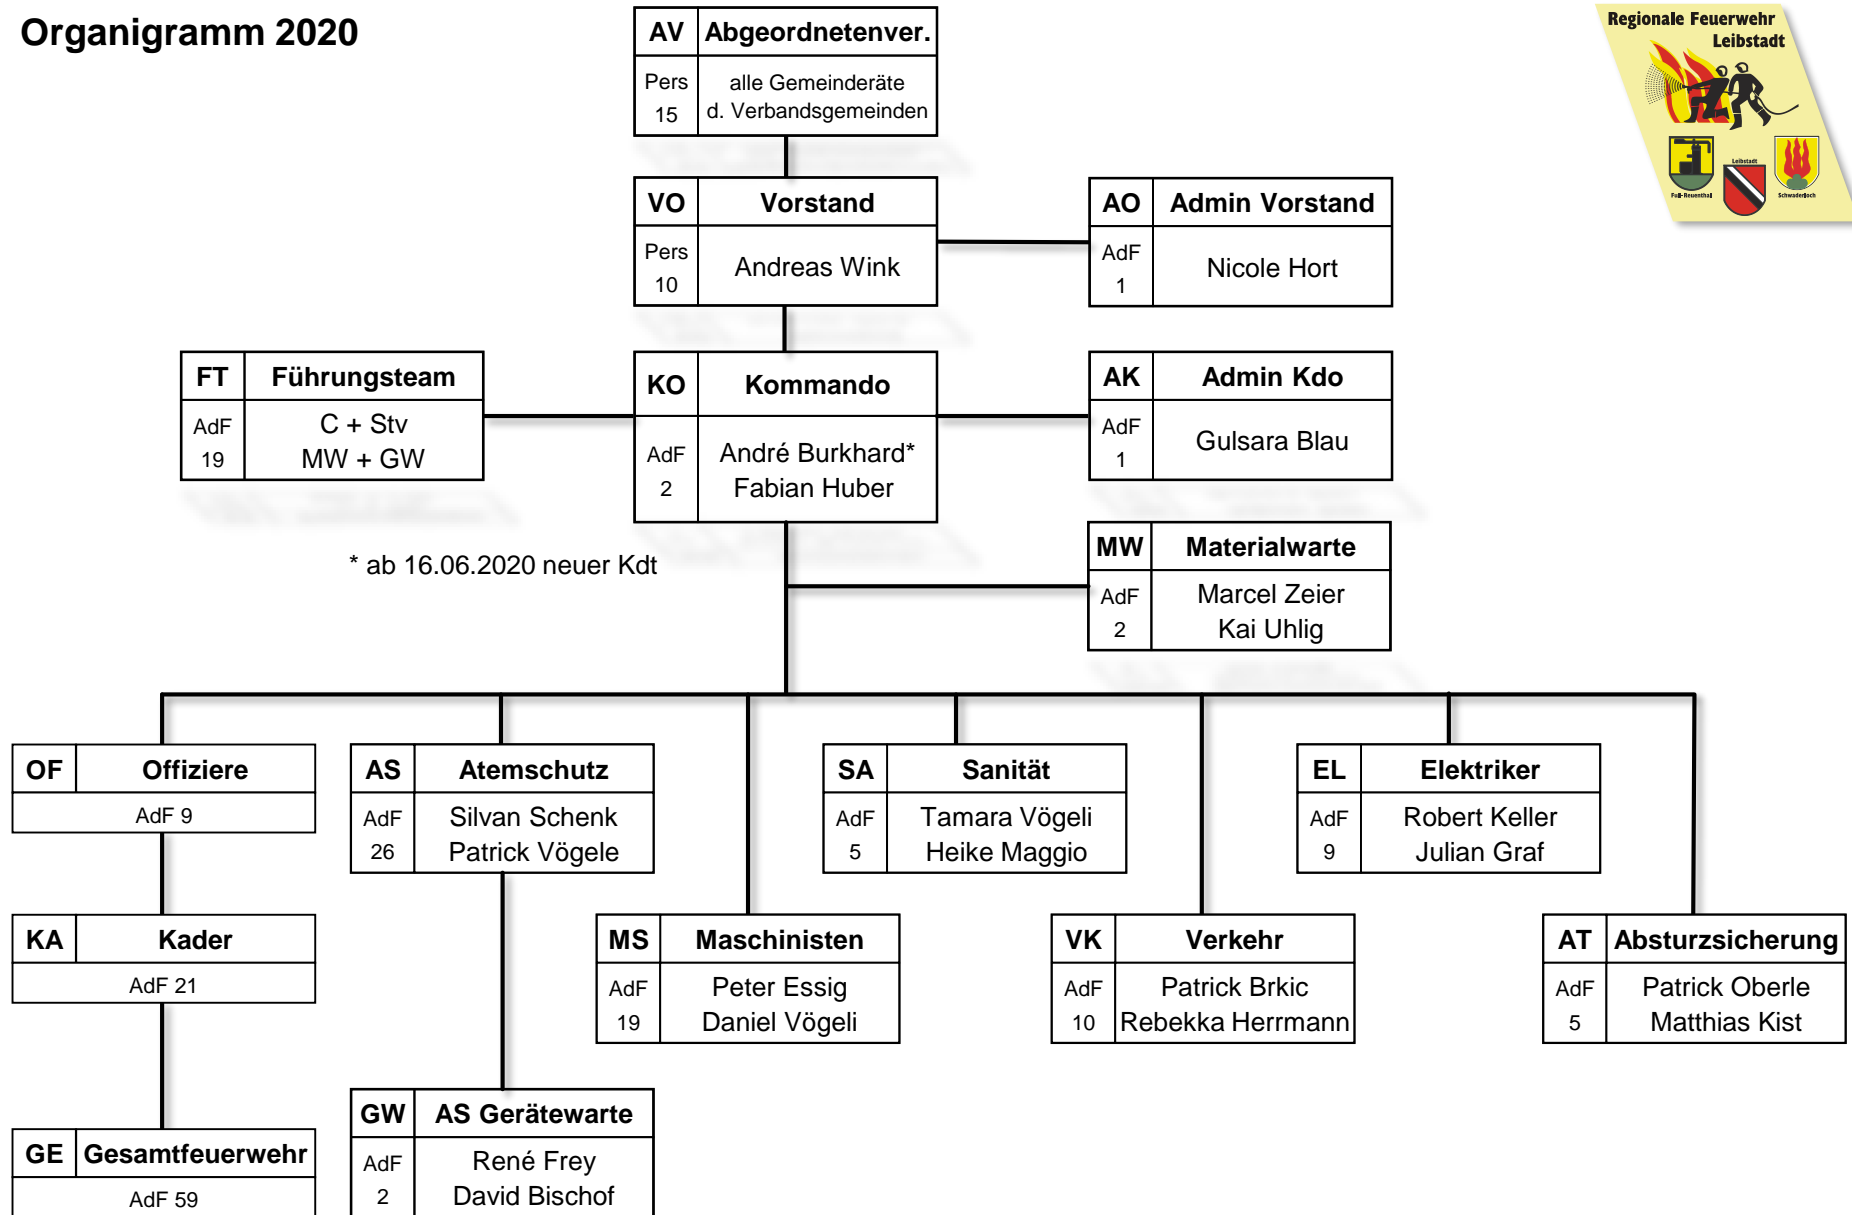 Organigramm 2020
Regionale Feuerwehr
Leibstadt
Full-Reuenthal
Leibstadt
Schwaderloch
AV Abgeordnetenver.
Pers 15
alle Gemeinderäte
d. Verbandsgemeinden
VO Vorstand
Pers 10
Andreas Wink
AO Admin Vorstand
AdF 1
Nicole Hort
FT Führungsteam
AdF 19
C + Stv
MW + GW
KO Kommando
AdF 2
André Burkhard*
Fabian Huber
AK Admin Kdo
AdF 1
Gulsara Blau
* ab 16.06.2020 neuer Kdt
MW Materialwarte
AdF 2
Marcel Zeier
Kai Uhlig
OF Offiziere
AdF 9
AS Atemschutz
AdF 26
Silvan Schenk
Patrick Vögele
SA Sanität
AdF 5
Tamara Vögeli
Heike Maggio
EL Elektriker
AdF 9
Robert Keller
Julian Graf
KA Kader
AdF 21
MS Maschinisten
AdF 19
Peter Essig
Daniel Vögeli
VK Verkehr
AdF 10
Patrick Brkic
Rebekka Herrmann
AT Absturzsicherung
AdF 5
Patrick Oberle
Matthias Kist
GE Gesamtfeuerwehr
AdF 59
GW AS Gerätewarte
AdF 2
René Frey
David Bischof